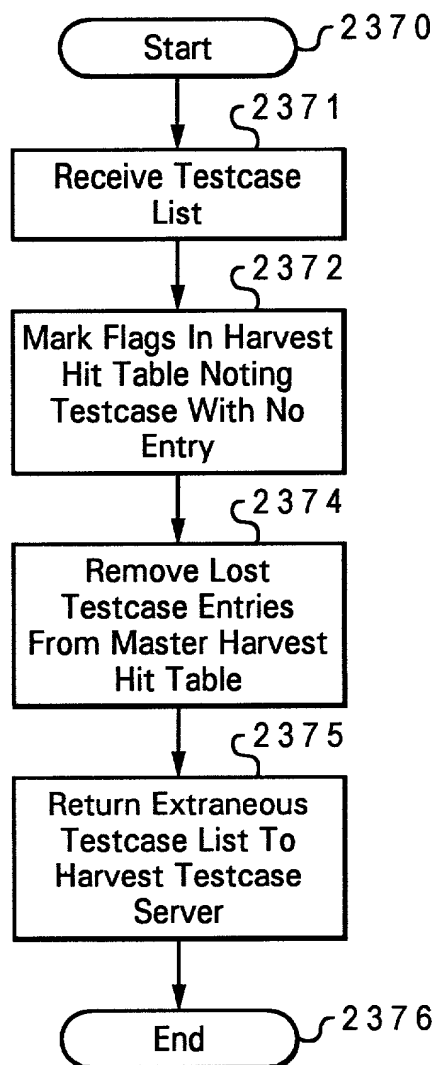 Start
2370
2371
Receive Testcase
List
2372
Mark Flags In Harvest
Hit Table Noting
Testcase With No
Entry
2374
Remove Lost
Testcase Entries
From Master Harvest
Hit Table
2375
Return Extraneous
Testcase List To
Harvest Testcase
Server
End
2376